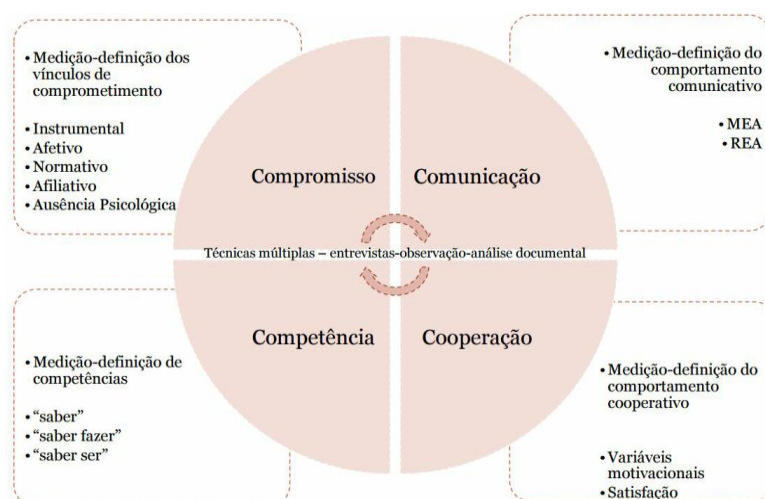 • Medição-definição dos
vínculos de
comprometimento
• Instrumental
• Afetivo
• Normativo
• Afiliativo
• Ausência Psicológica
• Medição-definição do
comportamento
comunicativo
• MEA
• REA
Compromisso
Comunicação
Técnicas múltiplas – entrevistas-observação-análise documental
Competência
Cooperação
• Medição-definição de
competências
• “saber”
• “saber fazer”
• “saber ser”
• Medição-definição do
comportamento
cooperativo
• Variáveis
motivacionais
• Satisfação